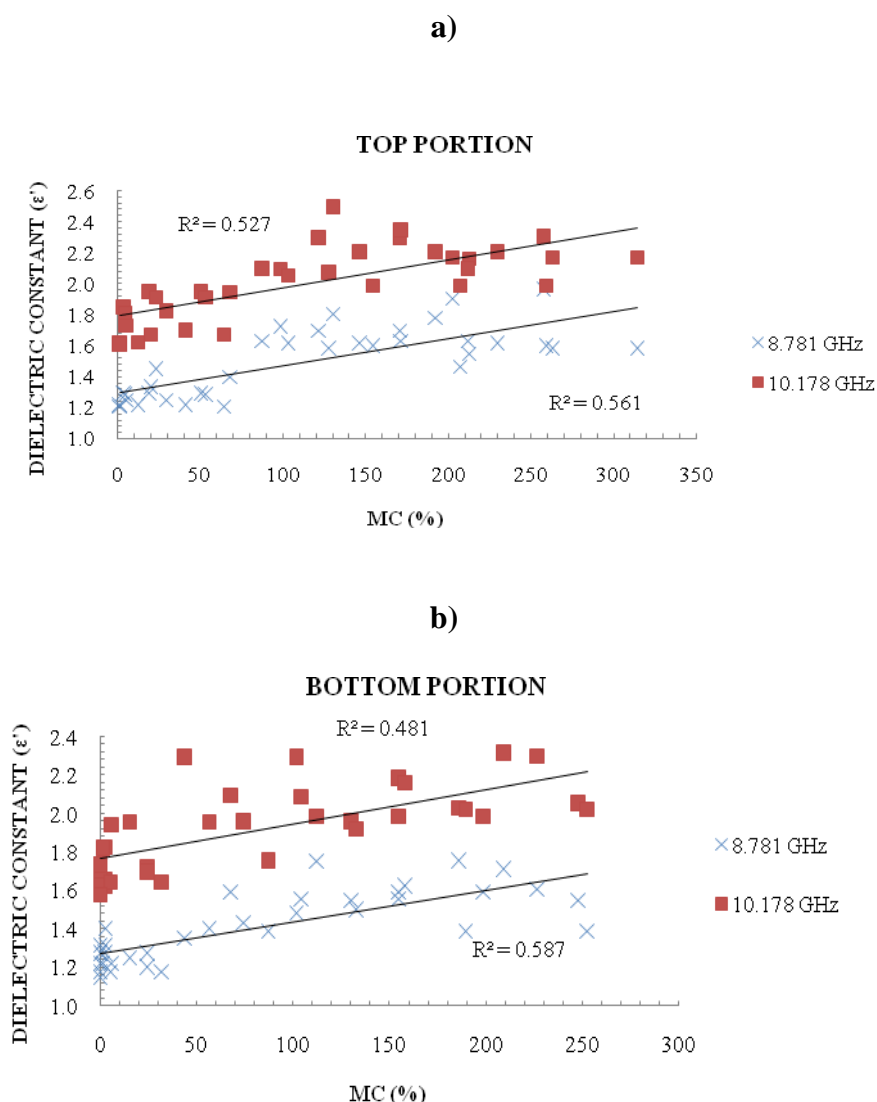 a)
TOP PORTION
DIELECTRIC CONSTANT (ε')
2.6
2.4
2.2
2.0
1.8
1.6
1.4
1.2
1.0
R² = 0.527
R² = 0.561
0 50 100 150 200 250 300 350
MC (%)
8.781 GHz
10.178 GHz
b)
BOTTOM PORTION
DIELECTRIC CONSTANT (ε')
2.4
2.2
2.0
1.8
1.6
1.4
1.2
1.0
R² = 0.481
R² = 0.587
0 50 100 150 200 250 300
MC (%)
8.781 GHz
10.178 GHz